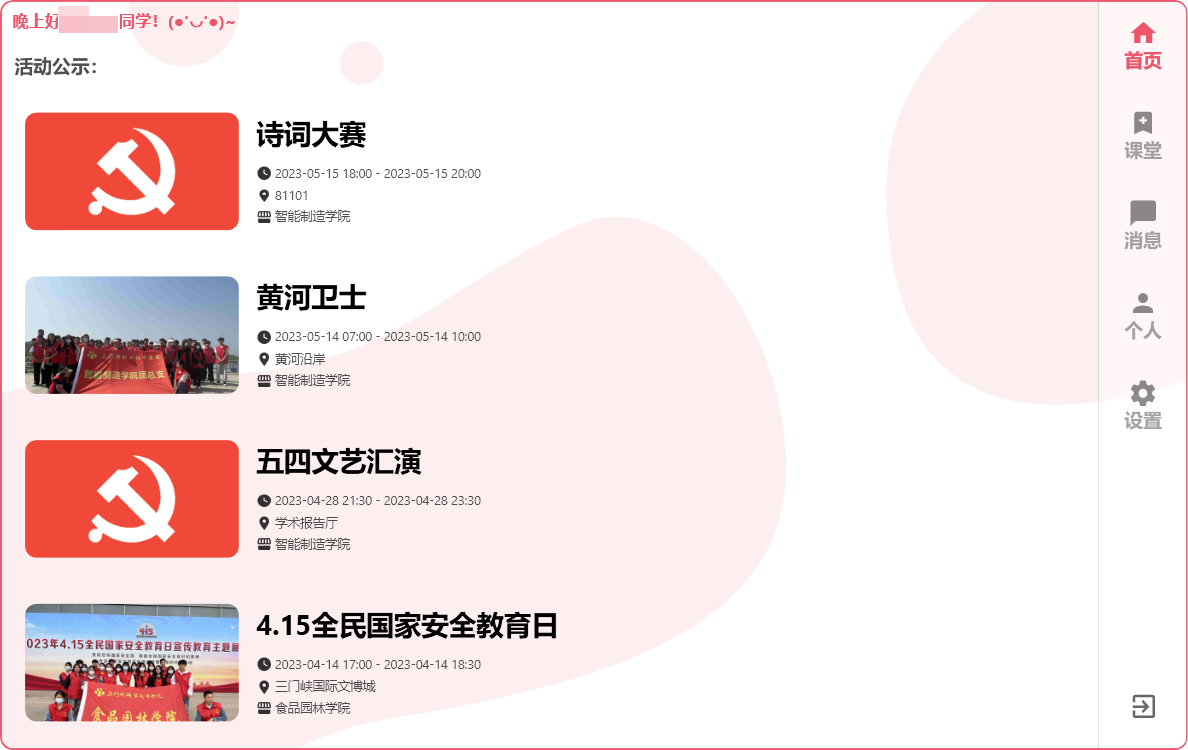 晚上好 同学！(●'◡'●)~
活动公示：
诗词大赛
2023-05-15 18:00 - 2023-05-15 20:00
81101
智能制造学院
黄河卫士
2023-05-14 07:00 - 2023-05-14 10:00
黄河沿岸
智能制造学院
智能制造学院团总支
五四文艺汇演
2023-04-28 21:30 - 2023-04-28 23:30
学术报告厅
智能制造学院
4.15全民国家安全教育日
2023-04-14 17:00 - 2023-04-14 18:30
三门峡国际文博城
食品园林学院
4.15
023年4.15全民国家安全教育日宣传教育主题展
食品园林学院
首页
课堂
消息
个人
设置